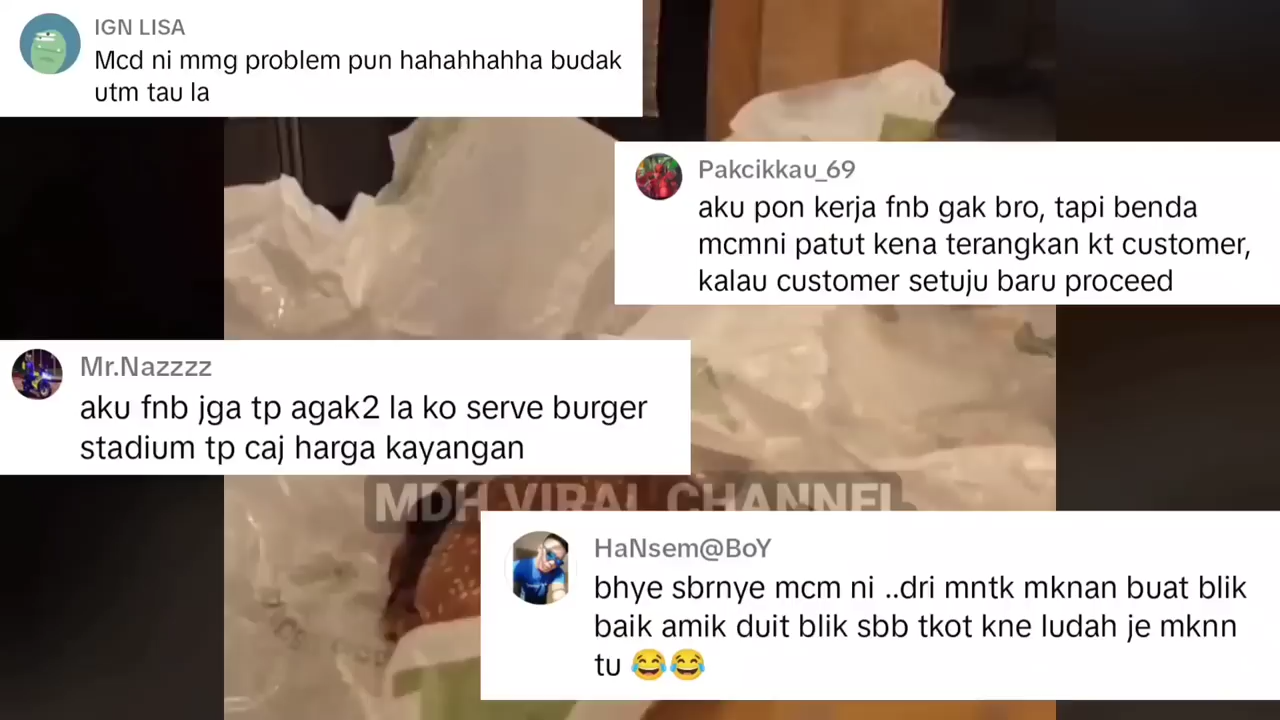 IGN LISA
Mcd ni mmg problem pun hahahhahha budak
utm tau la
Pakcikkau_69
aku pon kerja fnb gak bro, tapi benda
mcmni patut kena terangkan kt customer,
kalau customer setuju baru proceed
Mr.Nazzzz
aku fnb jga tp agak2 la ko serve burger
stadium tp caj harga kayangan
MDH VIRAL CHANNEL
HaNsem@BoY
bhye sbrnye mcm ni ..dri mntk mknan buat blik
baik amik duit blik sbb tkot kne ludah je mknn
tu 😂😂